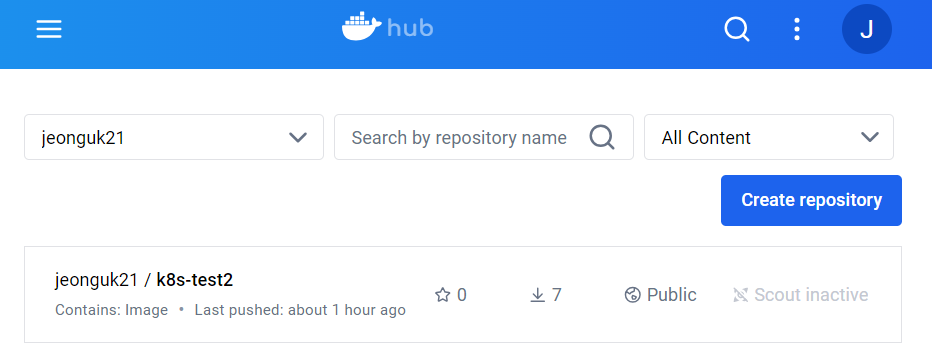 hub
J
jeonguk21
Search by repository name
All Content
Create repository
jeonguk21 / k8s-test2
Contains: Image • Last pushed: about 1 hour ago
0
7
Public
Scout inactive